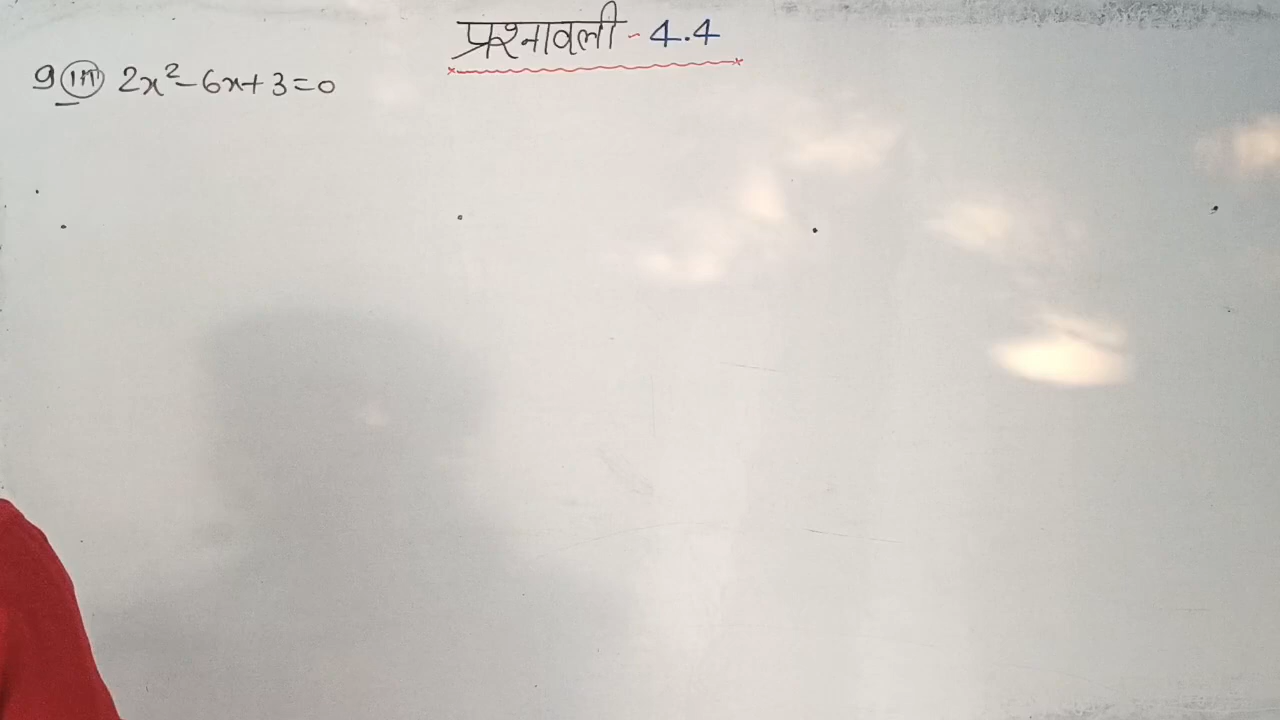 प्रश्नावली - 4.4
9 (iii) 2x² - 6x + 3 = 0